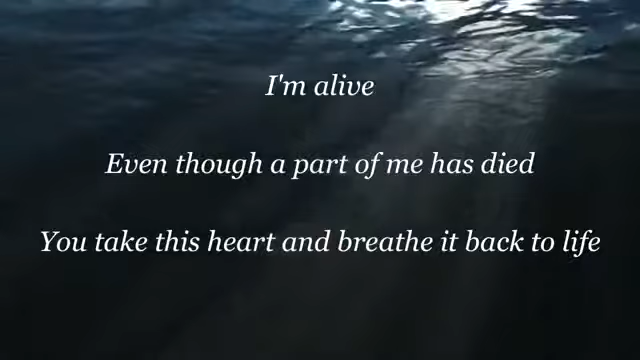 I'm alive
Even though a part of me has died
You take this heart and breathe it back to life